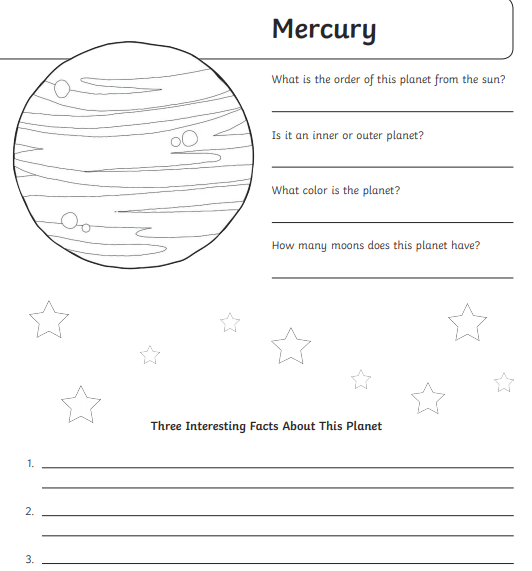 Mercury
What is the order of this planet from the sun?
Is it an inner or outer planet?
What color is the planet?
How many moons does this planet have?
Three Interesting Facts About This Planet
1.
2.
3.